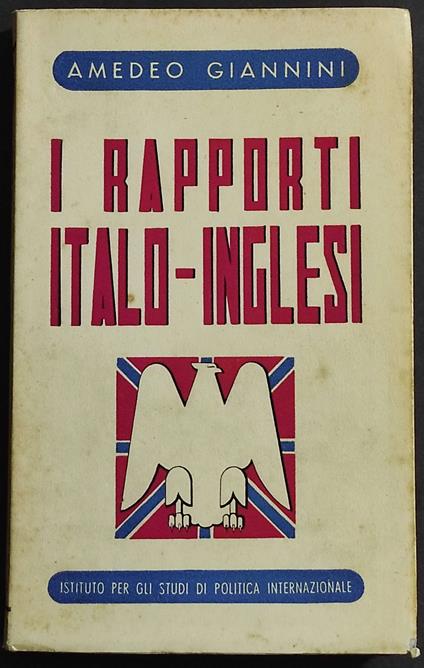 AMEDEO GIANNINI
I RAPPORTI
ITALO-INGLESI
ISTITUTO PER GLI STUDI DI POLITICA INTERNAZIONALE